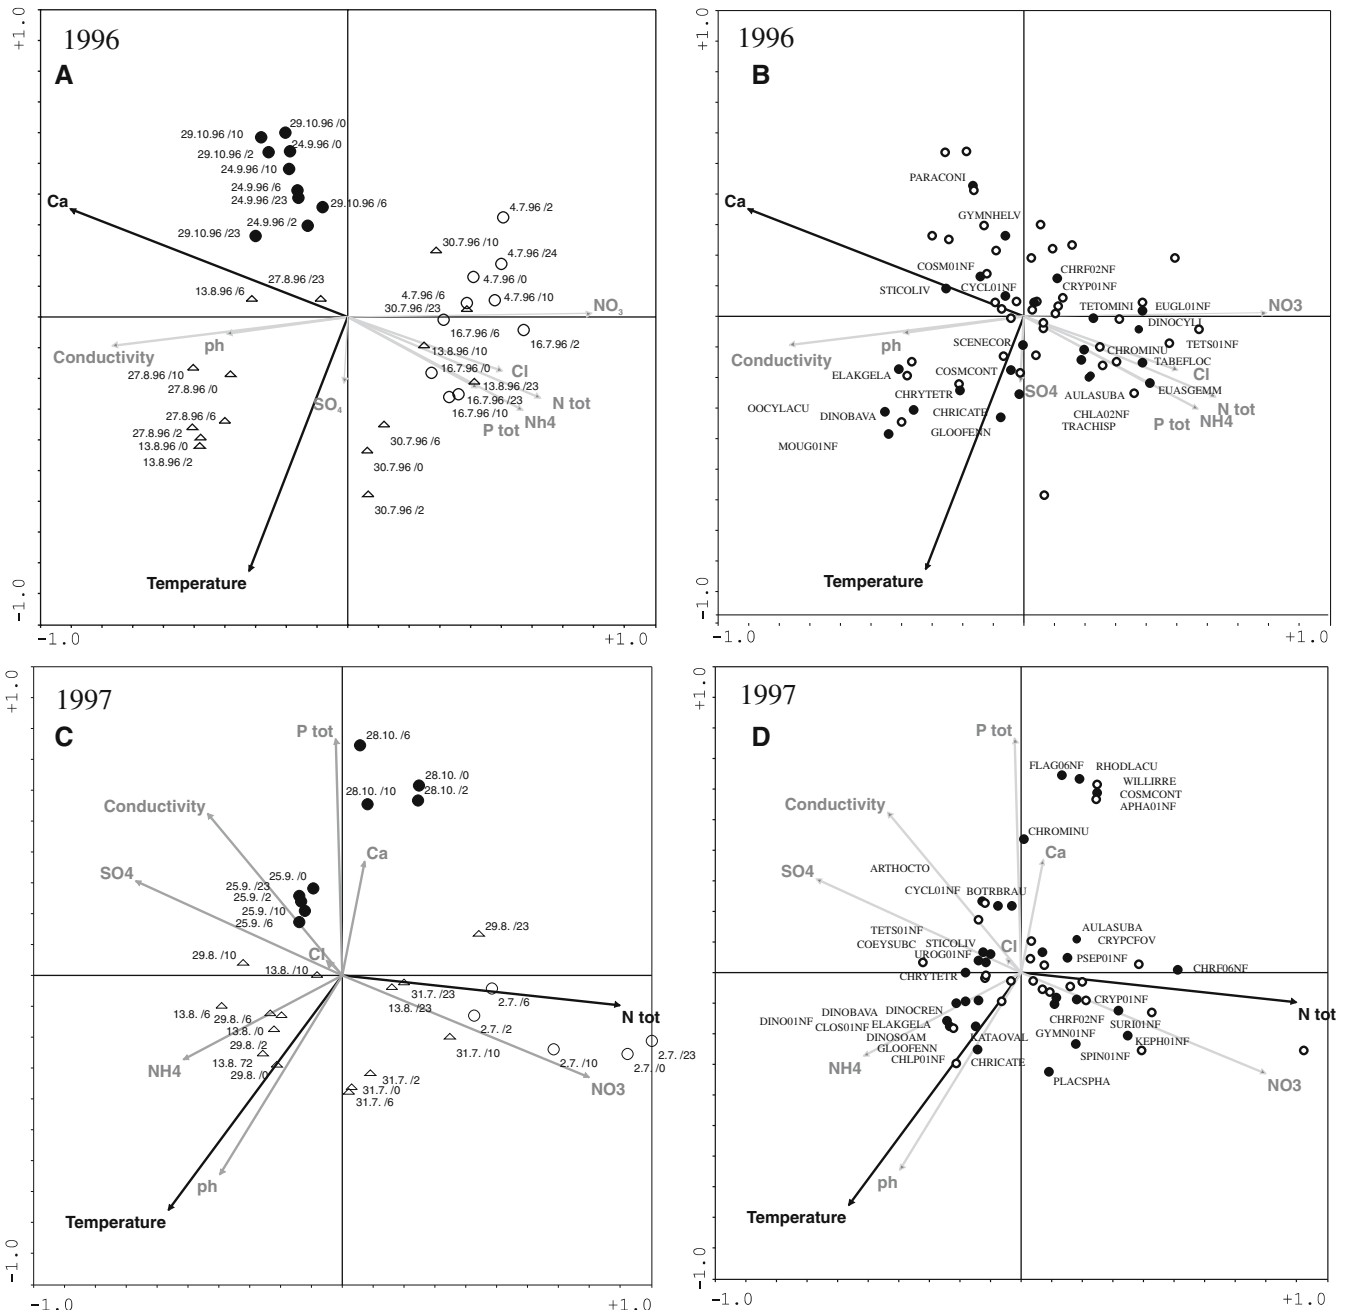 1996
A
+1.0
29.10.96 /0
29.10.96 /10
24.9.96 /0
29.10.96 /2
24.9.96 /10
24.9.96 /6
24.9.96 /23
29.10.96 /6
24.9.96 /2
29.10.96 /23
Ca
4.7.96 /2
30.7.96 /10
4.7.96 /24
27.8.96 /23
4.7.96 /0
13.8.96 /6
4.7.96 /6
4.7.96 /10
30.7.96 /23
NO3
16.7.96 /6
16.7.96 /2
ph
Conductivity
13.8.96 /10
27.8.96 /10
16.7.96 /0
Cl
27.8.96 /0
13.8.96 /23
SO4
16.7.96 /23
N tot
16.7.96 /10
Nh4
27.8.96 /6
P tot
27.8.96 /2
30.7.96 /6
13.8.96 /0
13.8.96 /2
30.7.96 /0
30.7.96 /2
Temperature
-1.0
-1.0
+1.0
1996
B
+1.0
PARACONI
Ca
GYMNHELV
COSM01NF
CHRF02NF
STICOLIV
CYCL01NF
CRYP01NF
TETOMINI
EUGL01NF
NO3
DINOCYLI
ph
SCENECOR
TETS01NF
Conductivity
CHROMINU
TABEFLOC
ELAKGELA
COSMCONT
Cl
CHRYTETR
SO4
AULASUBA
EUASGEMM
OOCYLACU
DINOBAVA
CHRICATE
CHLA02NF
N tot
GLOOFENN
TRACHISP
P tot
NH4
MOUG01NF
Temperature
-1.0
-1.0
+1.0
1997
C
+1.0
P tot
28.10. /6
28.10. /0
28.10. /10
28.10. /2
Conductivity
Ca
SO4
25.9. /0
25.9. /23
25.9. /2
25.9. /10
25.9. /6
29.8. /23
29.8. /10
Cl
13.8. /10
31.7. /23
2.7. /6
13.8. /6
29.8. /6
13.8. /23
N tot
13.8. /0
2.7. /2
29.8. /2
31.7. /10
2.7. /10
2.7. /23
13.8. 72
2.7. /0
NH4
29.8. /0
31.7. /2
31.7. /0
NO3
31.7. /6
ph
Temperature
-1.0
-1.0
+1.0
1997
D
+1.0
P tot
FLAG06NF
RHODLACU
WILLIRRE
COSMCONT
APHA01NF
Conductivity
CHROMINU
Ca
SO4
ARTHOCTO
CYCL01NF
BOTRBRAU
TETS01NF
AULASUBA
COEYSUBC
STICOLIV
Cl
CRYPCFOV
UROG01NF
PSEP01NF
CHRYTETR
CHRF06NF
CRYP01NF
DINOBAVA
DINOCREN
N tot
DINO01NF
CLOS01NF
ELAKGELA
CHRF02NF
SURI01NF
DINOSOAM
KATAOVAL
GYMN01NF
KEPH01NF
GLOOFENN
SPIN01NF
NH4
CHLP01NF
CHRICATE
PLACSPHA
NO3
ph
Temperature
-1.0
-1.0
+1.0